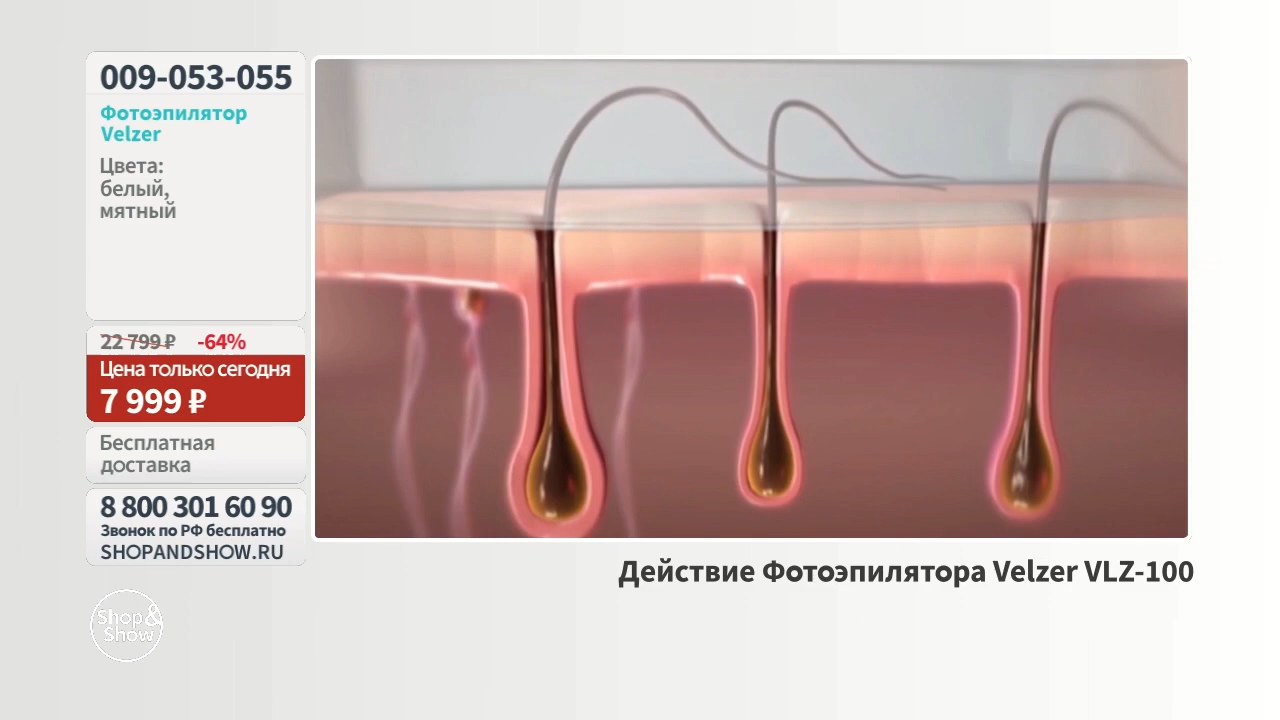 009-053-055
Фотоэпилятор
Velzer
Цвета:
белый,
мятный
22 799 ₽ -64%
Цена только сегодня
7 999 ₽
Бесплатная
доставка
8 800 301 60 90
Звонок по РФ бесплатно
SHOPANDSHOW.RU
Действие Фотоэпилятора Velzer VLZ-100
Shop&
Show